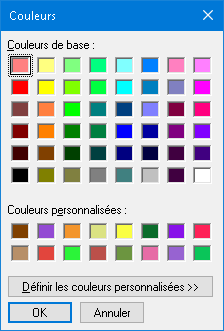 Couleurs
Couleurs de base :
Couleurs personnalisées :
Définir les couleurs personnalisées >>
OK
Annuler